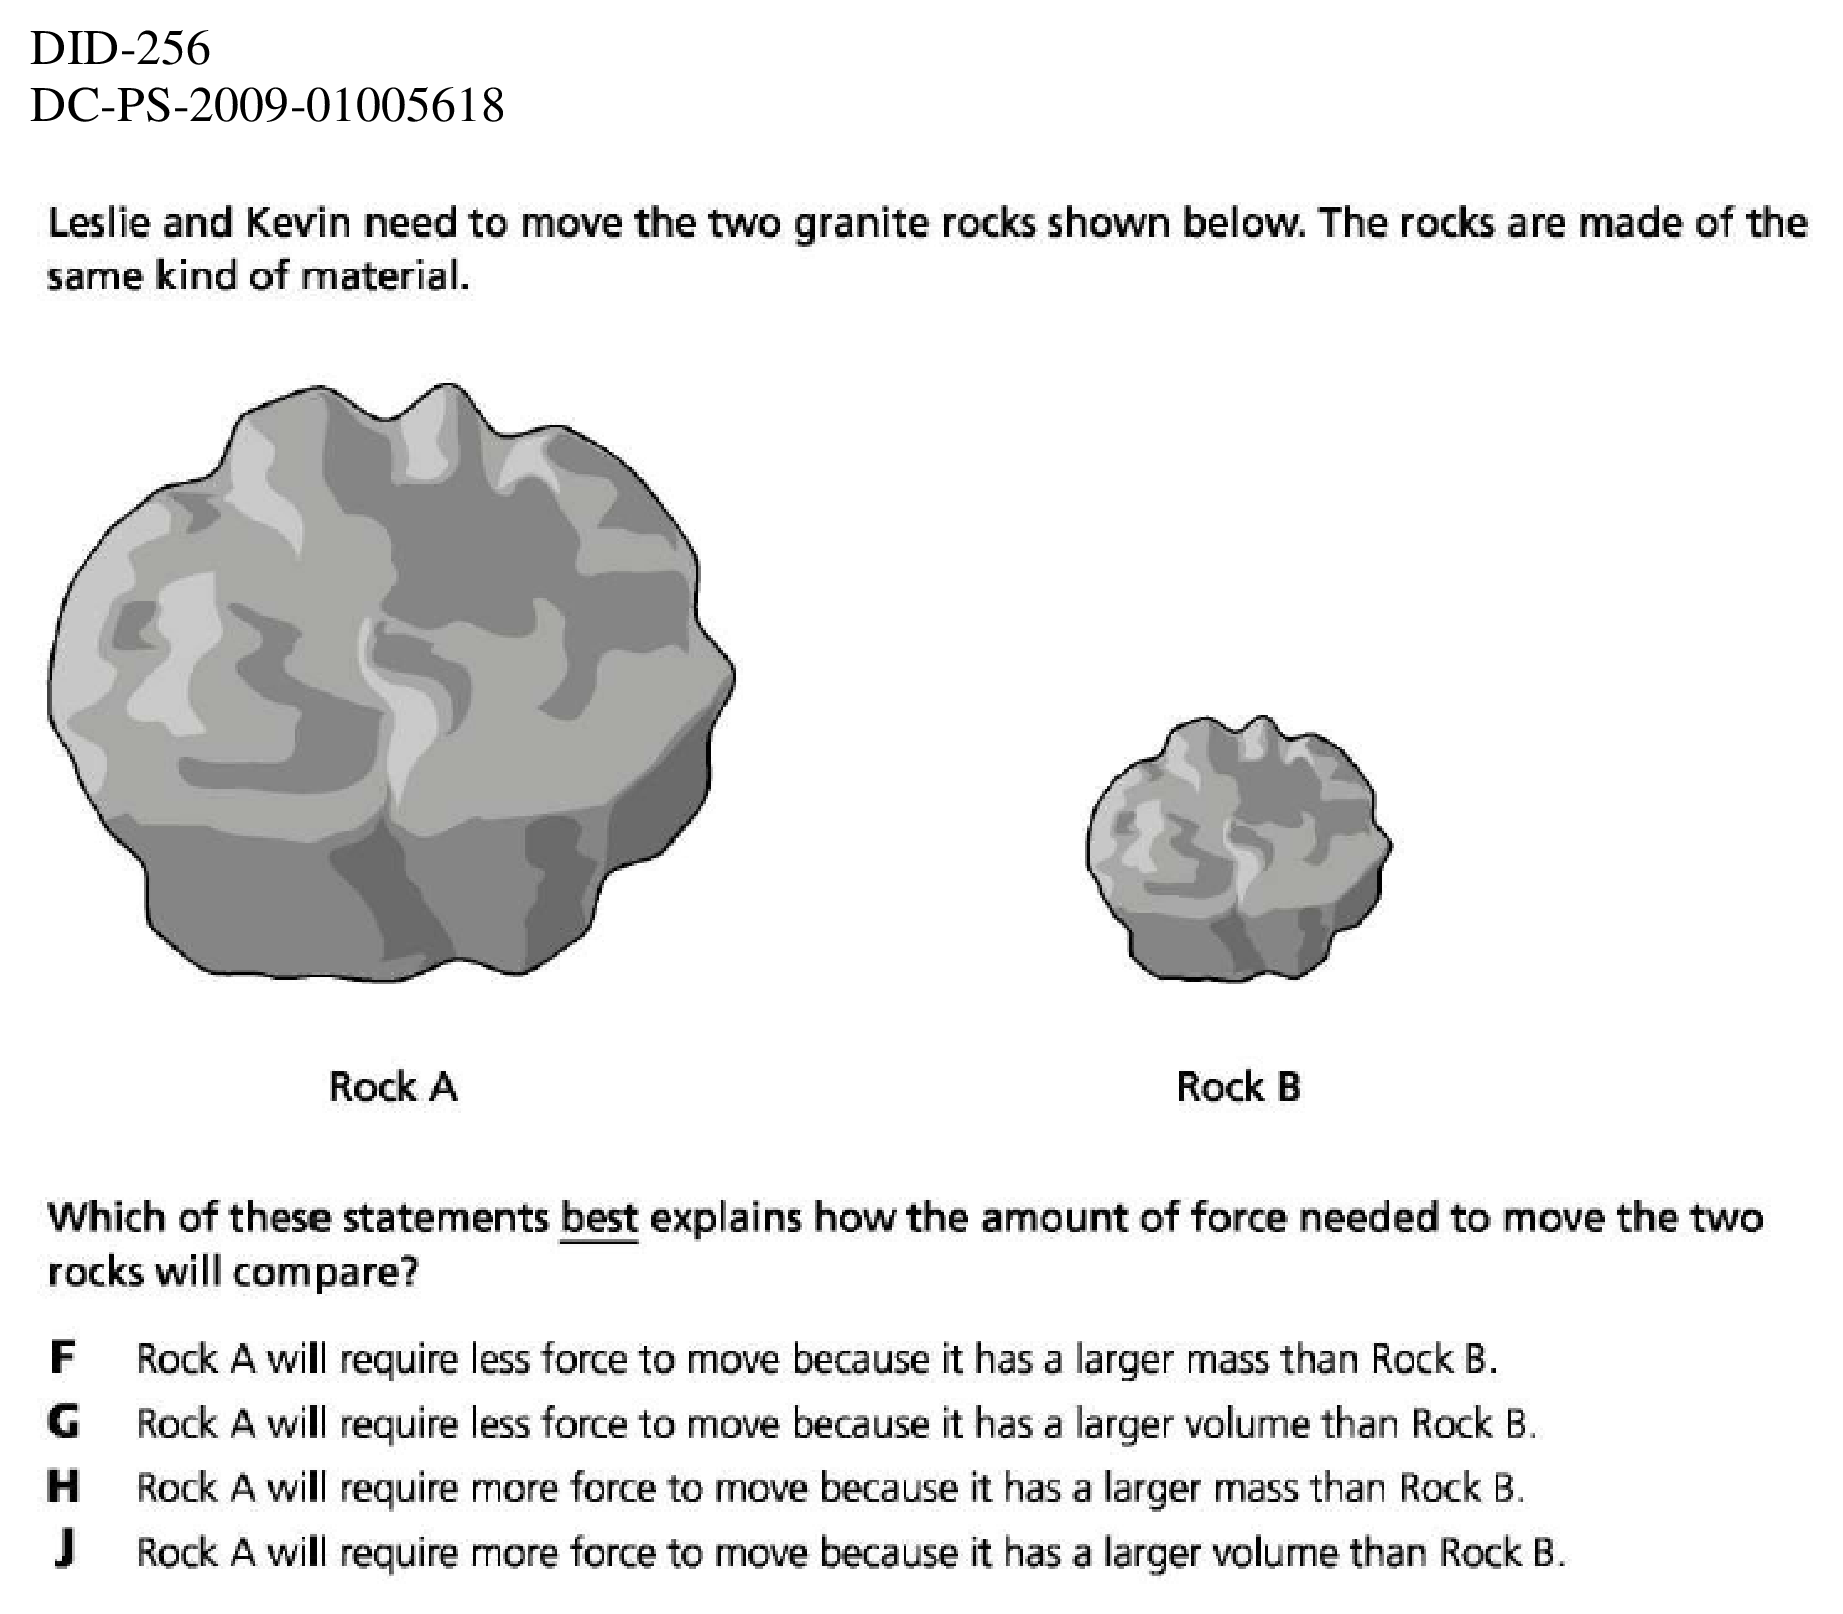 DID-256
DC-PS-2009-01005618
Leslie and Kevin need to move the two granite rocks shown below. The rocks are made of the
same kind of material.
Rock A
Rock B
Which of these statements best explains how the amount of force needed to move the two
rocks will compare?
F Rock A will require less force to move because it has a larger mass than Rock B.
G Rock A will require less force to move because it has a larger volume than Rock B.
H Rock A will require more force to move because it has a larger mass than Rock B.
J Rock A will require more force to move because it has a larger volume than Rock B.